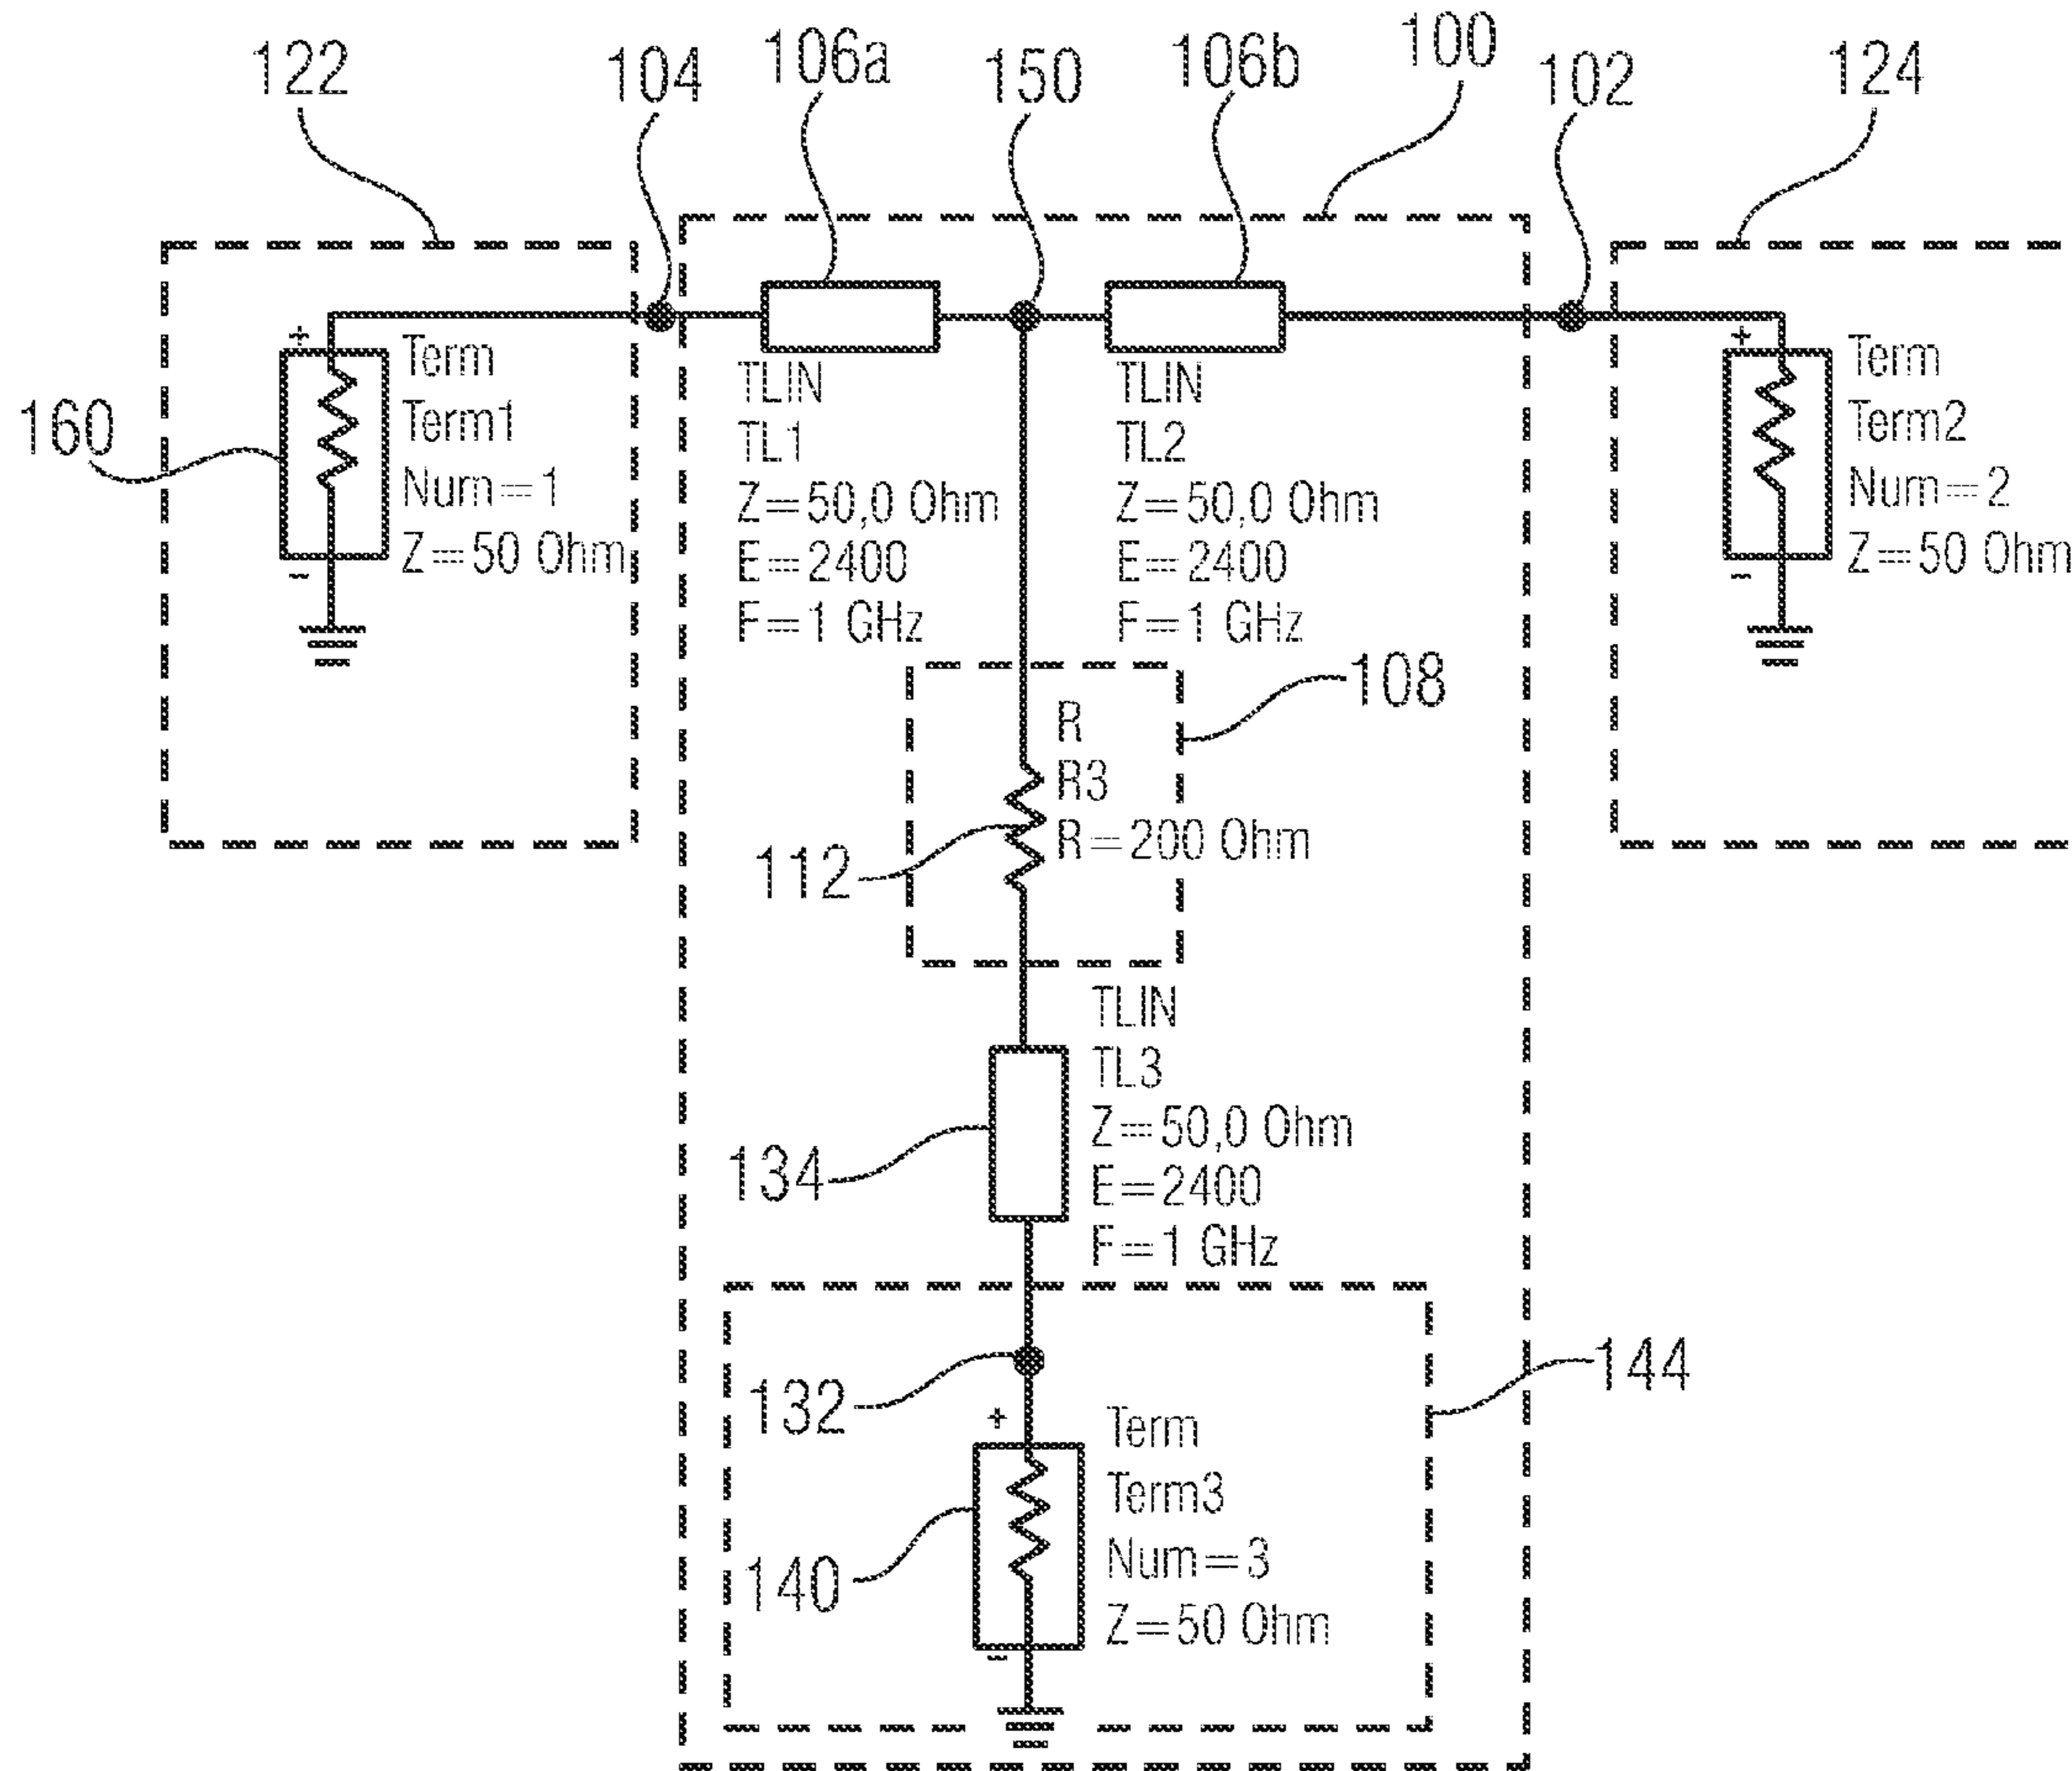 122
104
106a
150
106b
100
102
124
160
+
Term
Term1
Num=1
Z=50 Ohm
-
TLIN
TL1
Z=50,0 Ohm
E=2400
F=1 GHz
TLIN
TL2
Z=50,0 Ohm
E=2400
F=1 GHz
+
Term
Term2
Num=2
Z=50 Ohm
-
108
R
R3
R=200 Ohm
112
TLIN
TL3
Z=50,0 Ohm
E=2400
F=1 GHz
134
132
144
+
Term
Term3
Num=3
Z=50 Ohm
-
140